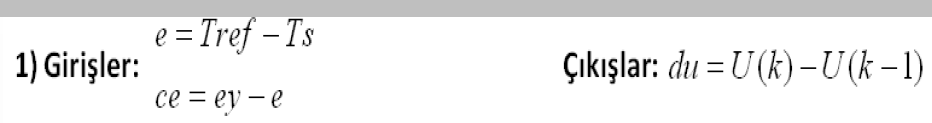 e = Tref – Ts
1) Girişler: Çıkışlar: du = U(k) – U(k – 1)
ce = ey – e